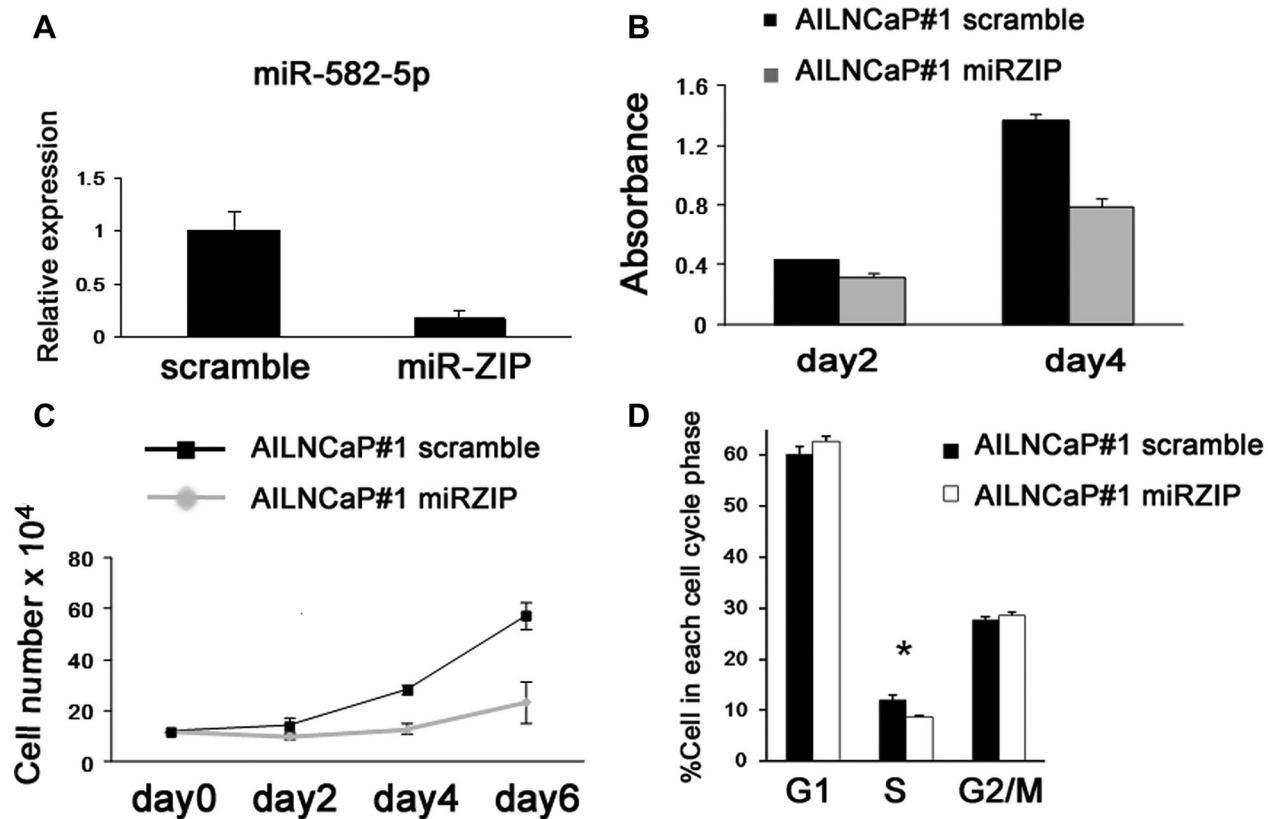 A
miR-582-5p
Relative expression
1.5
1
0.5
0
scramble miR-ZIP
B
AILNCaP#1 scramble
AILNCaP#1 miRZIP
Absorbance
1.6
1.2
0.8
0.4
0
day2 day4
C
AILNCaP#1 scramble
AILNCaP#1 miRZIP
Cell number x 10⁴
80
60
40
20
0
day0 day2 day4 day6
D
AILNCaP#1 scramble
AILNCaP#1 miRZIP
%Cell in each cell cycle phase
60
50
40
30
20
10
0
*
G1 S G2/M